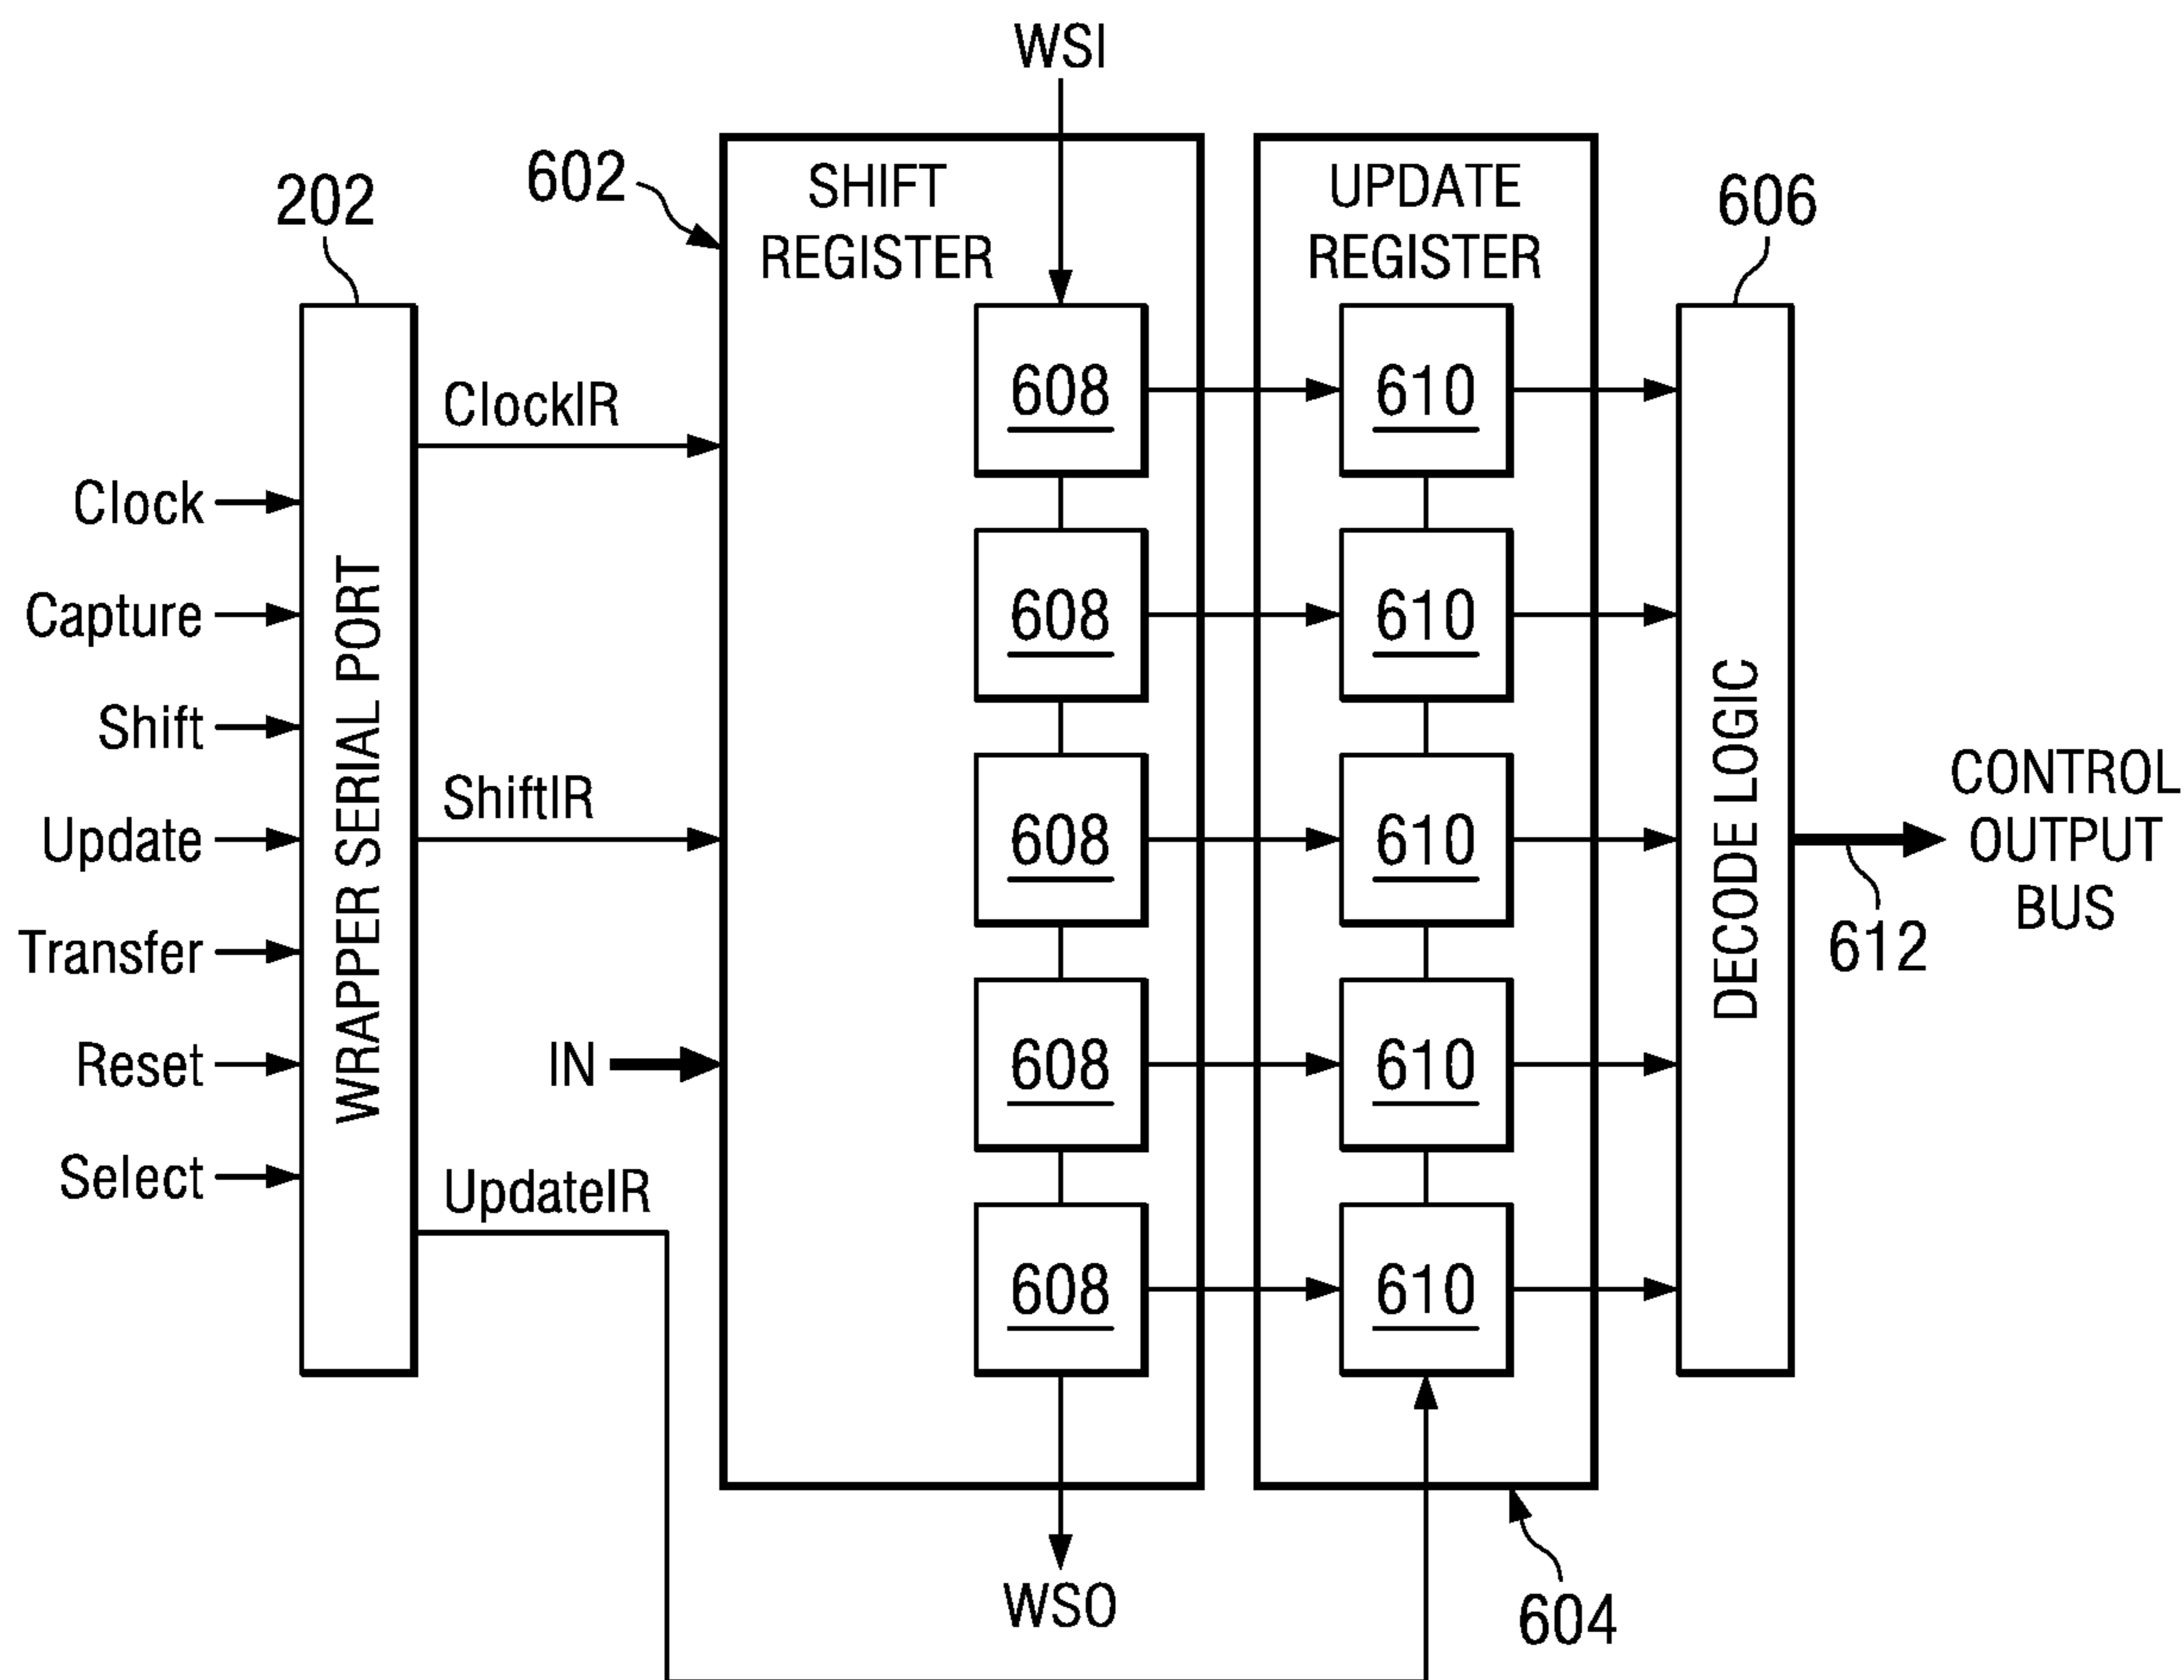 WSI
602
SHIFT
REGISTER
UPDATE
REGISTER
202
606
ClockIR
608
610
Clock
Capture
608
610
Shift
ShiftIR
Update
608
610
Transfer
WRAPPER SERIAL PORT
DECODE LOGIC
CONTROL
OUTPUT
BUS
612
Reset
IN
608
610
Select
UpdateIR
608
610
WSO
604